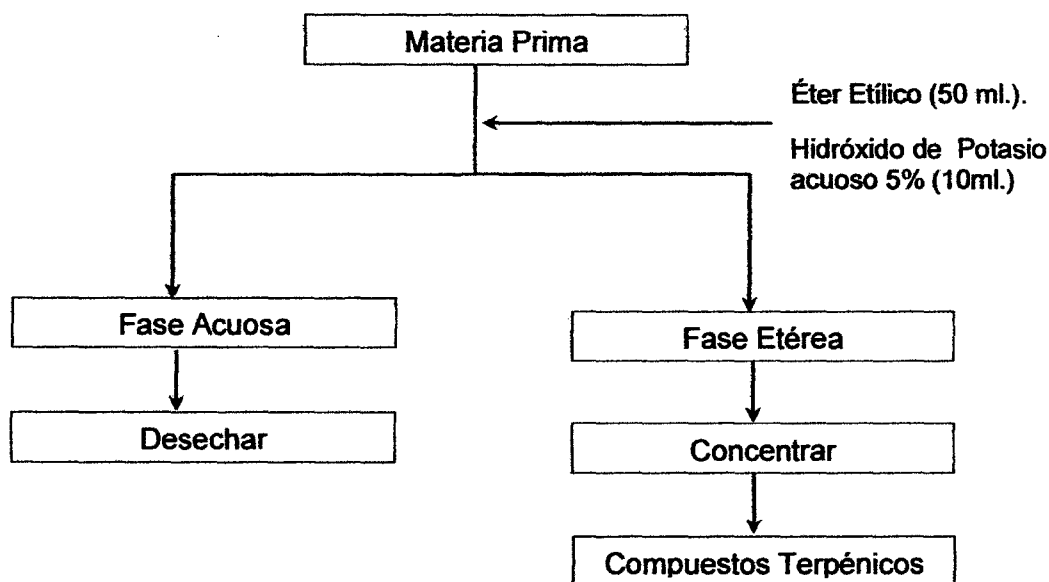 Materia Prima
Éter Etílico (50 ml.).
Hidróxido de Potasio
acuoso 5% (10ml.)
Fase Acuosa
Fase Etérea
Desechar
Concentrar
Compuestos Terpénicos